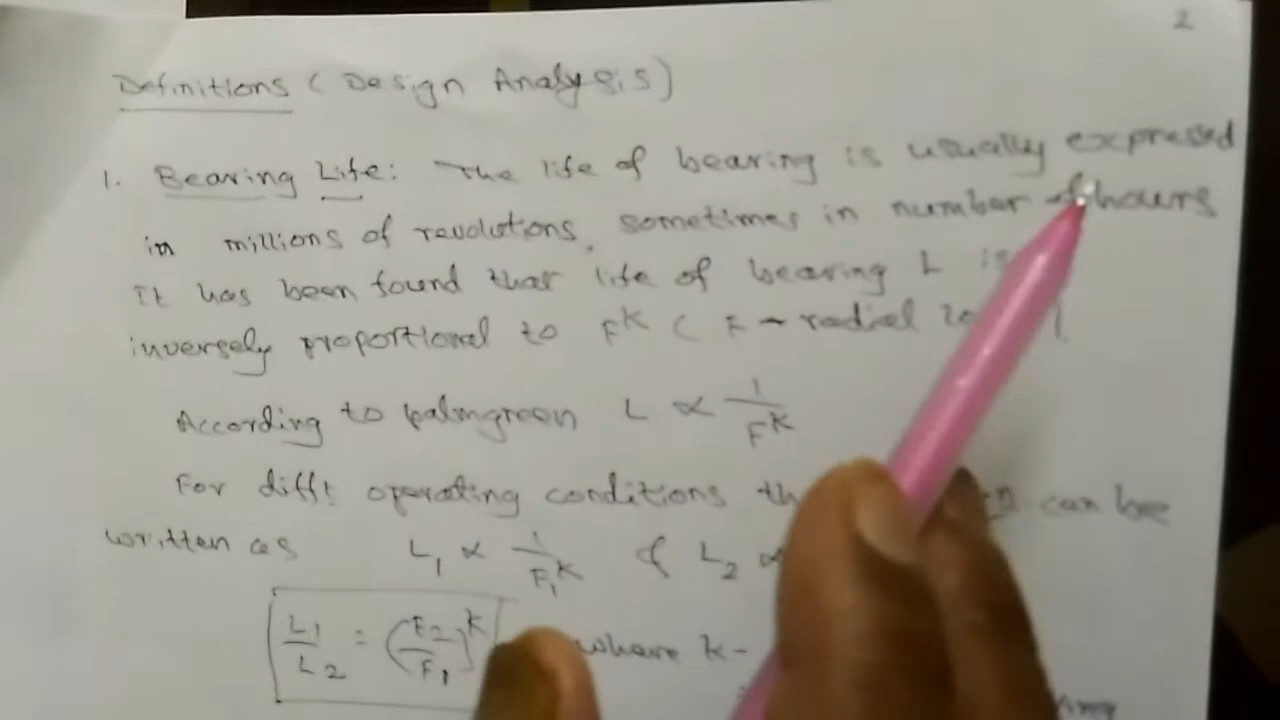 2
Definitions (Design Analysis)
1. Bearing Life: The life of bearing is usually expressed
in millions of revolutions, sometimes in number of hours
It has been found that life of bearing L is
inversely proportional to F^K ( F - radial
According to palmgreen L ∝ 1/F^K
For difft operating conditions can be
written as L₁ ∝ 1/F₁^K & L₂ ∝
L₁/L₂ = (F₂/F₁)^K where k -